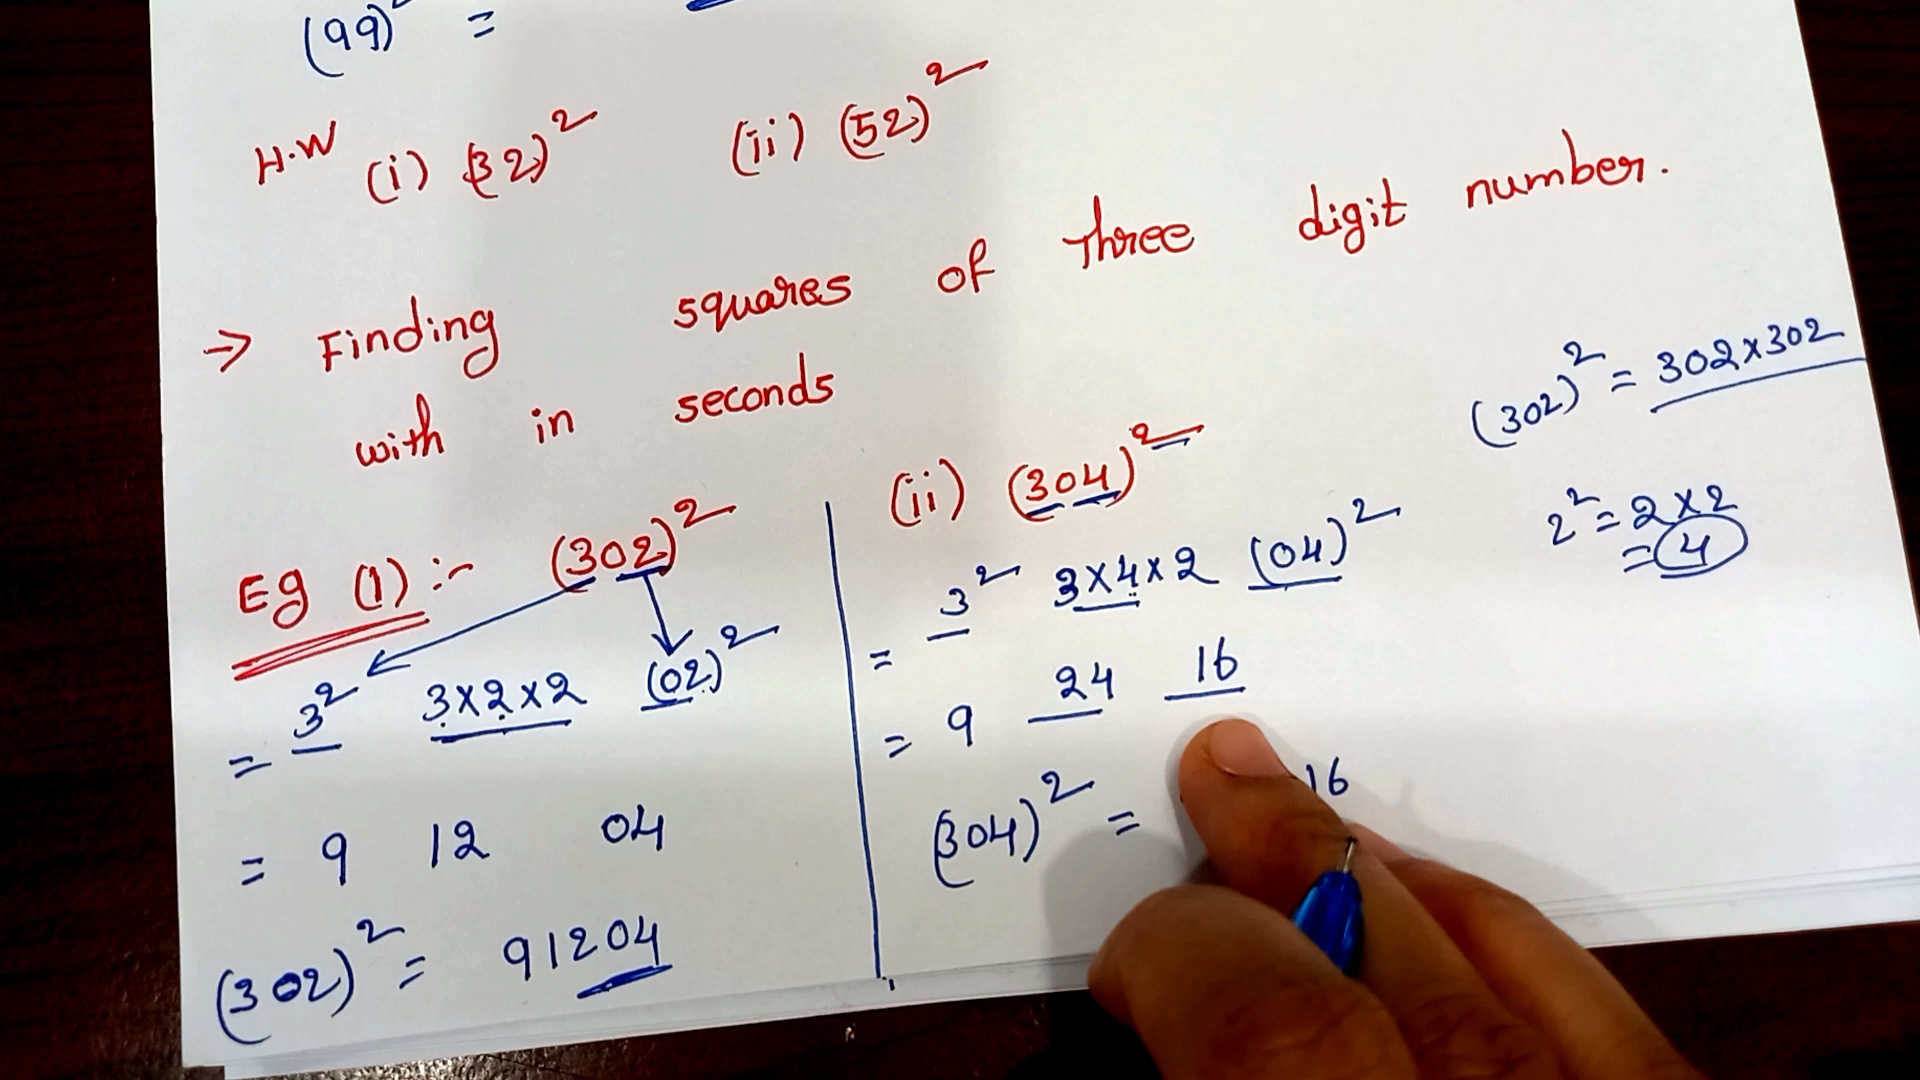 (99)² =
H.W (i) (32)² (ii) (52)²
→ Finding squares of three digit number.
with in seconds
(302)² = 302×302
2² = 2×2
= 4
Eg (1) :- (302)²
= 3² 3×2×2 (02)²
= 9 12 04
(302)² = 91204
(ii) (304)²
= 3² 3×4×2 (04)²
= 9 24 16
(304)² = 16